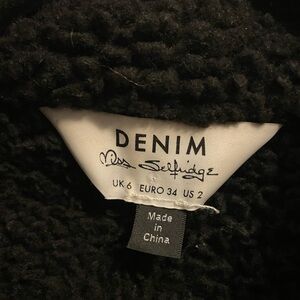 DENIM
Miss Selfridge
UK 6 EURO 34 US 2
Made
in
China